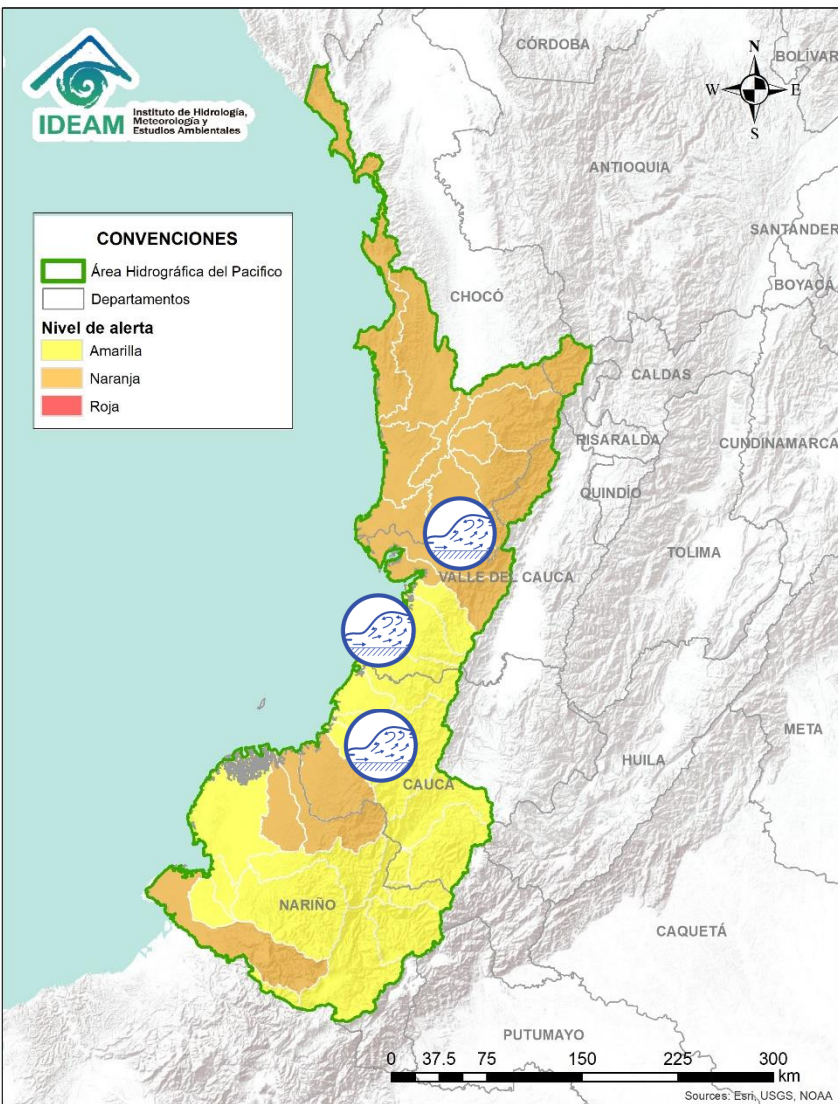 IDEAM
Instituto de Hidrología,
Meteorología y
Estudios Ambientales
CÓRDOBA
BOLÍVAR
N
W
E
S
ANTIOQUIA
SANTANDER
CONVENCIONES
Área Hidrográfica del Pacifico
Departamentos
Nivel de alerta
Amarilla
Naranja
Roja
BOYACÁ
CHOCÓ
CALDAS
RISARALDA
CUNDINAMARCA
QUINDÍO
TOLIMA
VALLE DEL CAUCA
META
HUILA
CAUCA
NARIÑO
CAQUETÁ
PUTUMAYO
0 37.5 75 150 225 300
km
Sources: Esri, USGS, NOAA